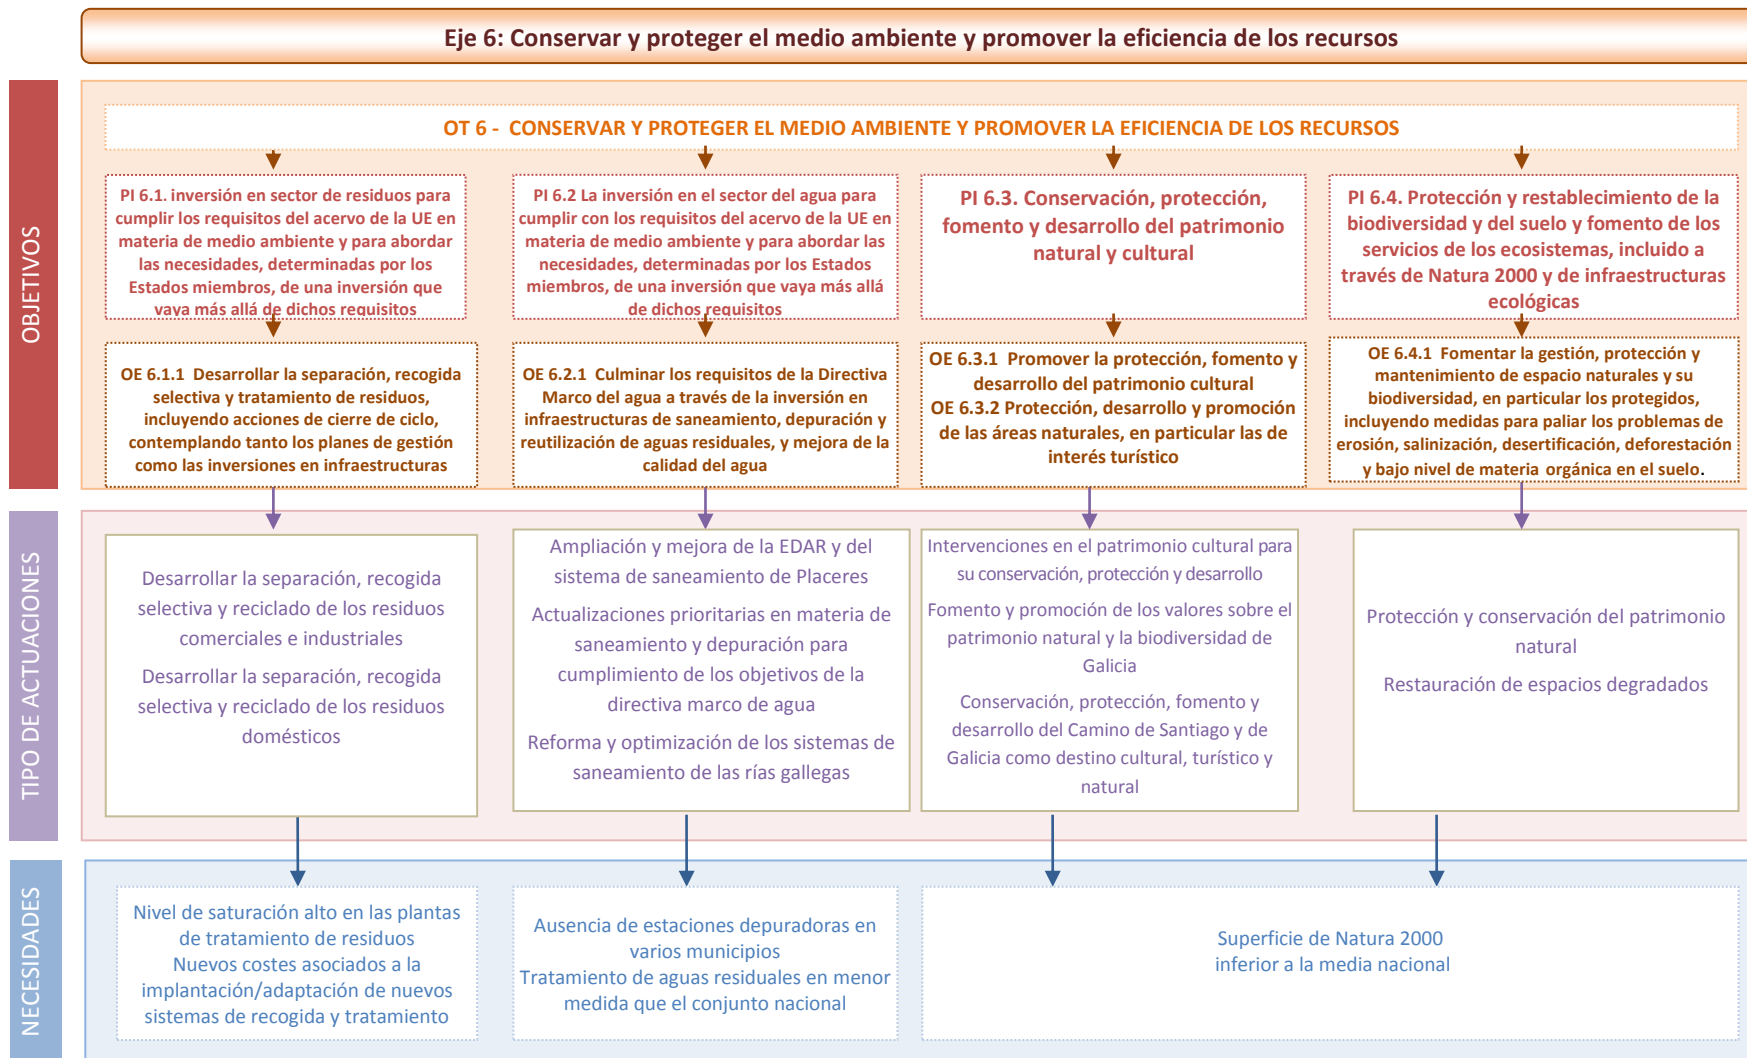 Eje 6: Conservar y proteger el medio ambiente y promover la eficiencia de los recursos
OBJETIVOS
OT 6 - CONSERVAR Y PROTEGER EL MEDIO AMBIENTE Y PROMOVER LA EFICIENCIA DE LOS RECURSOS
PI 6.1. inversión en sector de residuos para
cumplir los requisitos del acervo de la UE en
materia de medio ambiente y para abordar
las necesidades, determinadas por los
Estados miembros, de una inversión que
vaya más allá de dichos requisitos
PI 6.2 La inversión en el sector del agua para
cumplir con los requisitos del acervo de la UE en
materia de medio ambiente y para abordar las
necesidades, determinadas por los Estados
miembros, de una inversión que vaya más allá
de dichos requisitos
PI 6.3. Conservación, protección,
fomento y desarrollo del patrimonio
natural y cultural
PI 6.4. Protección y restablecimiento de la
biodiversidad y del suelo y fomento de los
servicios de los ecosistemas, incluido a
través de Natura 2000 y de infraestructuras
ecológicas
OE 6.1.1 Desarrollar la separación, recogida
selectiva y tratamiento de residuos,
incluyendo acciones de cierre de ciclo,
contemplando tanto los planes de gestión
como las inversiones en infraestructuras
OE 6.2.1 Culminar los requisitos de la Directiva
Marco del agua a través de la inversión en
infraestructuras de saneamiento, depuración y
reutilización de aguas residuales, y mejora de la
calidad del agua
OE 6.3.1 Promover la protección, fomento y
desarrollo del patrimonio cultural
OE 6.3.2 Protección, desarrollo y promoción
de las áreas naturales, en particular las de
interés turístico
OE 6.4.1 Fomentar la gestión, protección y
mantenimiento de espacio naturales y su
biodiversidad, en particular los protegidos,
incluyendo medidas para paliar los problemas de
erosión, salinización, desertificación, deforestación
y bajo nivel de materia orgánica en el suelo.
TIPO DE ACTUACIONES
Desarrollar la separación, recogida
selectiva y reciclado de los residuos
comerciales e industriales
Desarrollar la separación, recogida
selectiva y reciclado de los residuos
domésticos
Ampliación y mejora de la EDAR y del
sistema de saneamiento de Placeres
Actualizaciones prioritarias en materia de
saneamiento y depuración para
cumplimiento de los objetivos de la
directiva marco de agua
Reforma y optimización de los sistemas de
saneamiento de las rías gallegas
Intervenciones en el patrimonio cultural para
su conservación, protección y desarrollo
Fomento y promoción de los valores sobre el
patrimonio natural y la biodiversidad de
Galicia
Conservación, protección, fomento y
desarrollo del Camino de Santiago y de
Galicia como destino cultural, turístico y
natural
Protección y conservación del patrimonio
natural
Restauración de espacios degradados
NECESIDADES
Nivel de saturación alto en las plantas
de tratamiento de residuos
Nuevos costes asociados a la
implantación/adaptación de nuevos
sistemas de recogida y tratamiento
Ausencia de estaciones depuradoras en
varios municipios
Tratamiento de aguas residuales en menor
medida que el conjunto nacional
Superficie de Natura 2000
inferior a la media nacional